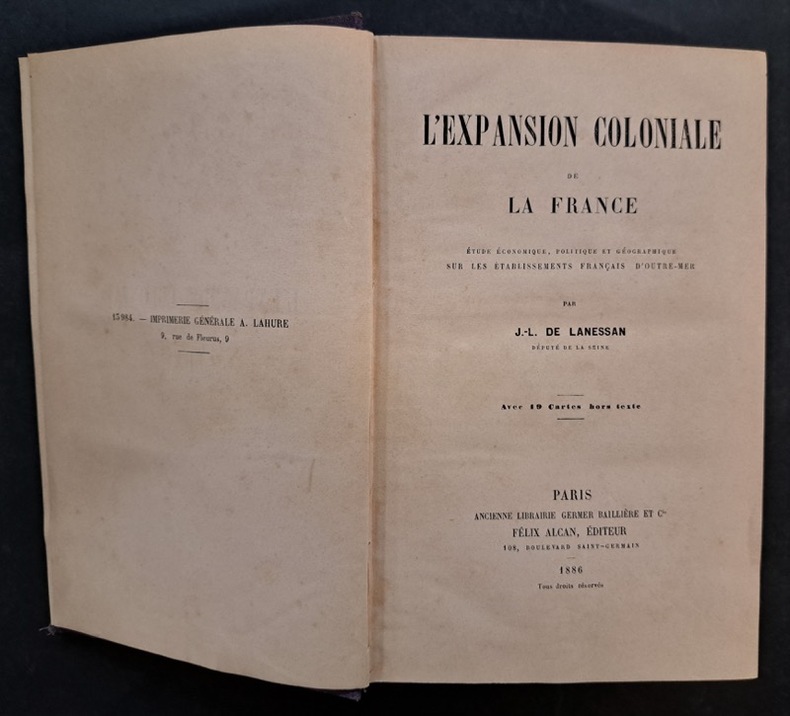 15984. — IMPRIMERIE GÉNÉRALE A. LAHURE
9, rue de Fleurus, 9
L'EXPANSION COLONIALE
DE
LA FRANCE
ÉTUDE ÉCONOMIQUE, POLITIQUE ET GÉOGRAPHIQUE
SUR LES ÉTABLISSEMENTS FRANÇAIS D'OUTRE-MER
PAR
J.-L. DE LANESSAN
DÉPUTÉ DE LA SEINE
Avec 19 Cartes hors texte
PARIS
ANCIENNE LIBRAIRIE GERMER BAILLIÈRE ET Cie
FÉLIX ALCAN, ÉDITEUR
108, BOULEVARD SAINT-GERMAIN
1886
Tous droits réservés